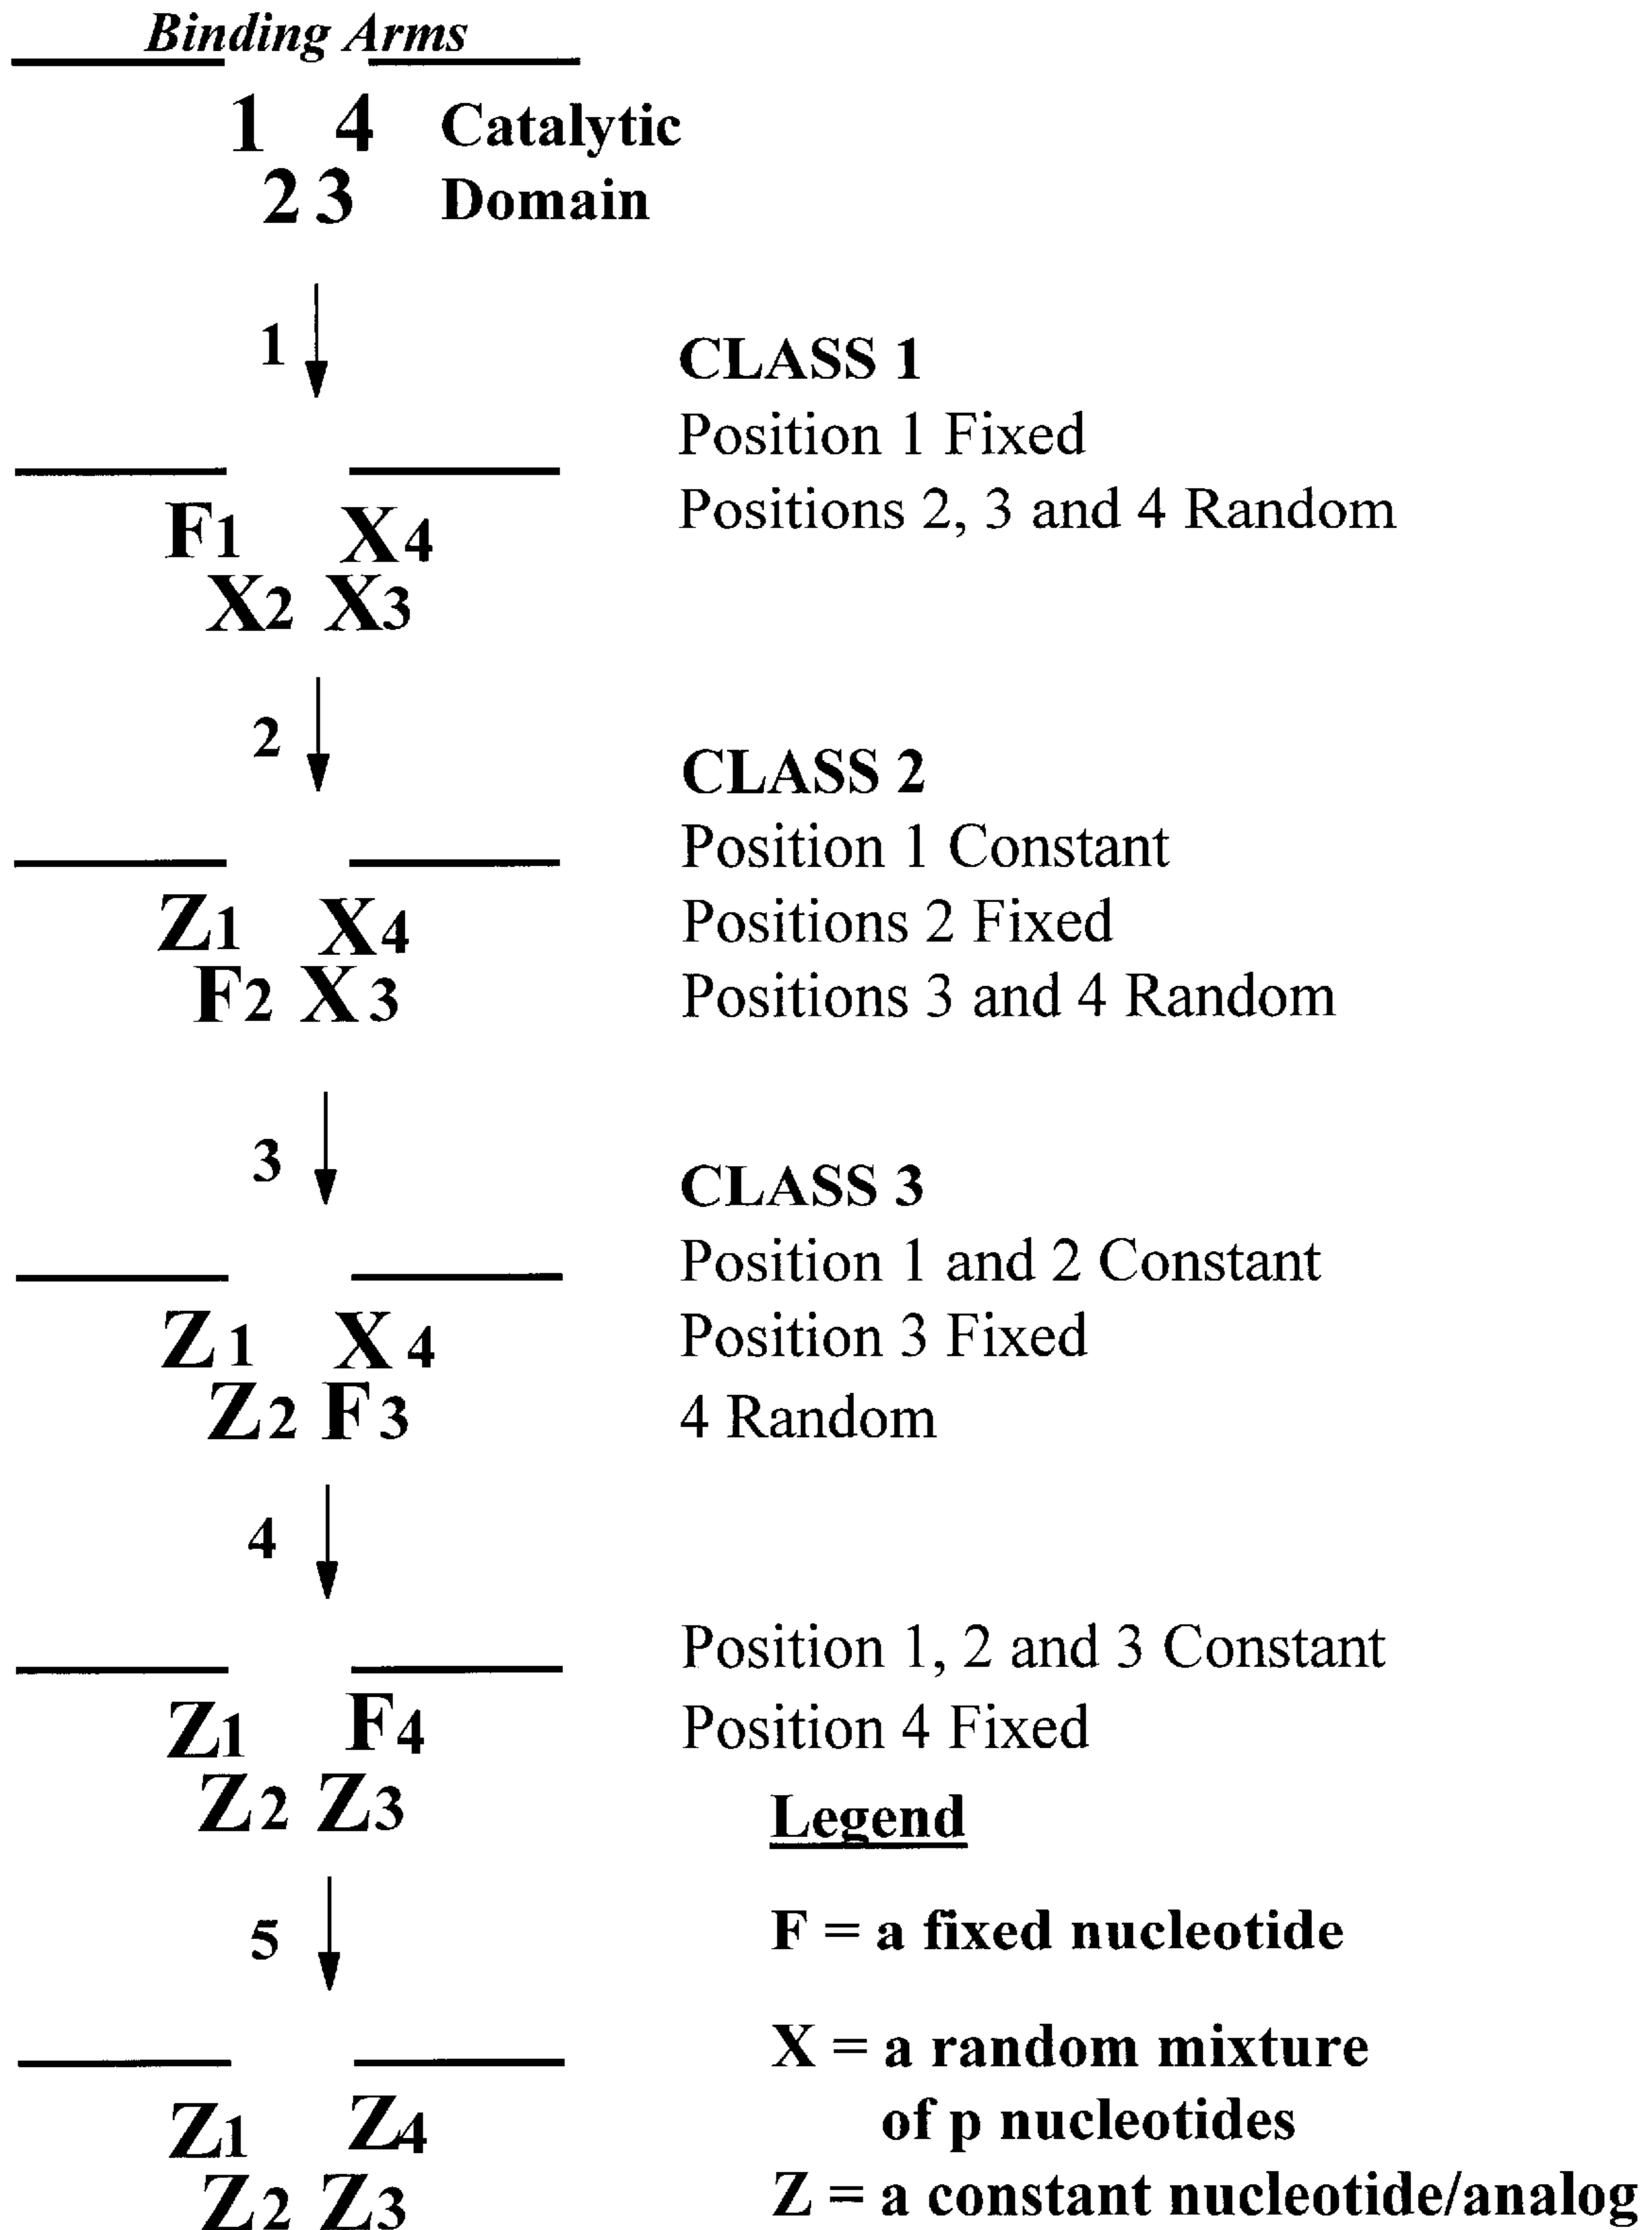 Binding Arms
1 4 Catalytic
2 3 Domain
1
CLASS 1
Position 1 Fixed
Positions 2, 3 and 4 Random
F1 X4
X2 X3
2
CLASS 2
Position 1 Constant
Positions 2 Fixed
Positions 3 and 4 Random
Z1 X4
F2 X3
3
CLASS 3
Position 1 and 2 Constant
Position 3 Fixed
4 Random
Z1 X4
Z2 F3
4
Position 1, 2 and 3 Constant
Position 4 Fixed
Z1 F4
Z2 Z3
5
Z1 Z4
Z2 Z3
Legend
F = a fixed nucleotide
X = a random mixture
of p nucleotides
Z = a constant nucleotide/analog